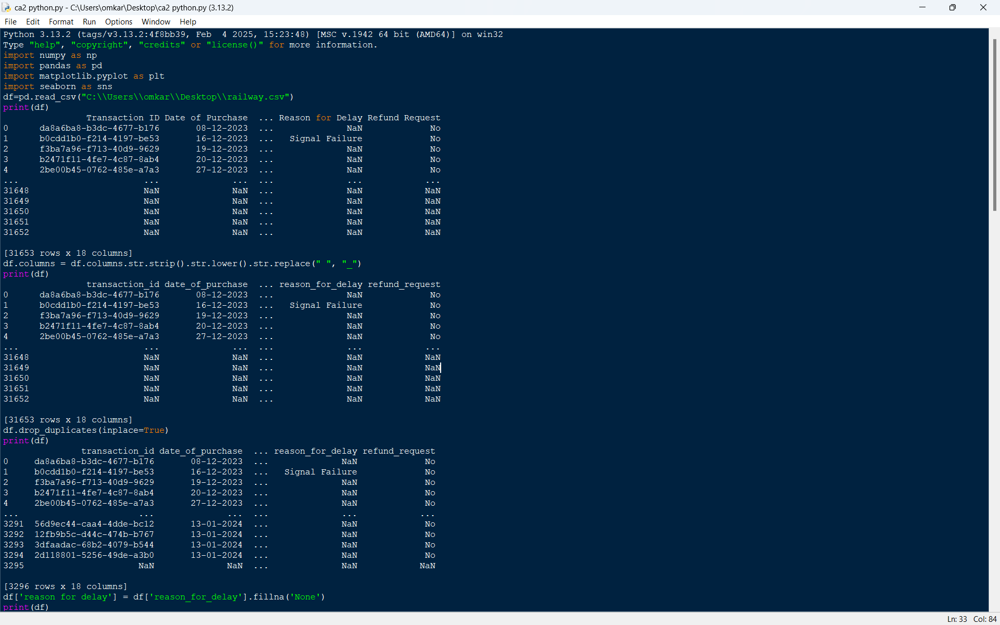 ca2 python.py - C:\Users\omkar\Desktop\ca2 python.py (3.13.2)
File Edit Format Run Options Window Help
Python 3.13.2 (tags/v3.13.2:4f8bb39, Feb  4 2025, 15:23:48) [MSC v.1942 64 bit (AMD64)] on win32
Type "help", "copyright", "credits" or "license()" for more information.
import numpy as np
import pandas as pd
import matplotlib.pyplot as plt
import seaborn as sns
df=pd.read_csv("C:\\Users\\omkar\\Desktop\\railway.csv")
print(df)
                Transaction ID Date of Purchase  ... Reason for Delay Refund Request
0      da8a6ba8-b3dc-4677-b176       08-12-2023  ...              NaN             No
1      b0cdd1b0-f214-4197-be53       16-12-2023  ...   Signal Failure             No
2      f3ba7a96-f713-40d9-9629       19-12-2023  ...              NaN             No
3      b2471f11-4fe7-4c87-8ab4       20-12-2023  ...              NaN             No
4      2be00b45-0762-485e-a7a3       27-12-2023  ...              NaN             No
...                        ...              ...  ...              ...            ...
31648                      NaN              NaN  ...              NaN            NaN
31649                      NaN              NaN  ...              NaN            NaN
31650                      NaN              NaN  ...              NaN            NaN
31651                      NaN              NaN  ...              NaN            NaN
31652                      NaN              NaN  ...              NaN            NaN
[31653 rows x 18 columns]
df.columns = df.columns.str.strip().str.lower().str.replace(" ", "_")
print(df)
                transaction_id date_of_purchase  ... reason_for_delay refund_request
0      da8a6ba8-b3dc-4677-b176       08-12-2023  ...              NaN             No
1      b0cdd1b0-f214-4197-be53       16-12-2023  ...   Signal Failure             No
2      f3ba7a96-f713-40d9-9629       19-12-2023  ...              NaN             No
3      b2471f11-4fe7-4c87-8ab4       20-12-2023  ...              NaN             No
4      2be00b45-0762-485e-a7a3       27-12-2023  ...              NaN             No
...                        ...              ...  ...              ...            ...
31648                      NaN              NaN  ...              NaN            NaN
31649                      NaN              NaN  ...              NaN            NaN
31650                      NaN              NaN  ...              NaN            NaN
31651                      NaN              NaN  ...              NaN            NaN
31652                      NaN              NaN  ...              NaN            NaN
[31653 rows x 18 columns]
df.drop_duplicates(inplace=True)
print(df)
               transaction_id date_of_purchase  ... reason_for_delay refund_request
0     da8a6ba8-b3dc-4677-b176       08-12-2023  ...              NaN             No
1     b0cdd1b0-f214-4197-be53       16-12-2023  ...   Signal Failure             No
2     f3ba7a96-f713-40d9-9629       19-12-2023  ...              NaN             No
3     b2471f11-4fe7-4c87-8ab4       20-12-2023  ...              NaN             No
4     2be00b45-0762-485e-a7a3       27-12-2023  ...              NaN             No
...                       ...              ...  ...              ...            ...
3291  56d9ec44-caa4-4dde-bc12       13-01-2024  ...              NaN             No
3292  12fb9b5c-d44c-474b-b767       13-01-2024  ...              NaN             No
3293  3dfaadac-68b2-4079-b544       13-01-2024  ...              NaN             No
3294  2d118801-5256-49de-a3b0       13-01-2024  ...              NaN             No
3295                      NaN              NaN  ...              NaN            NaN
[3296 rows x 18 columns]
df['reason for delay'] = df['reason_for_delay'].fillna('None')
print(df)
Ln: 33 Col: 84